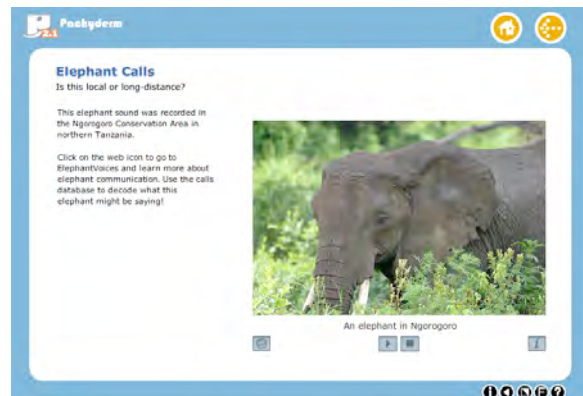 Pachyderm
2.1
Elephant Calls
Is this local or long-distance?
This elephant sound was recorded in
the Ngorogoro Conservation Area in
northern Tanzania.
Click on the web icon to go to
ElephantVoices and learn more about
elephant communication. Use the calls
database to decode what this
elephant might be saying!
An elephant in Ngorogoro
i